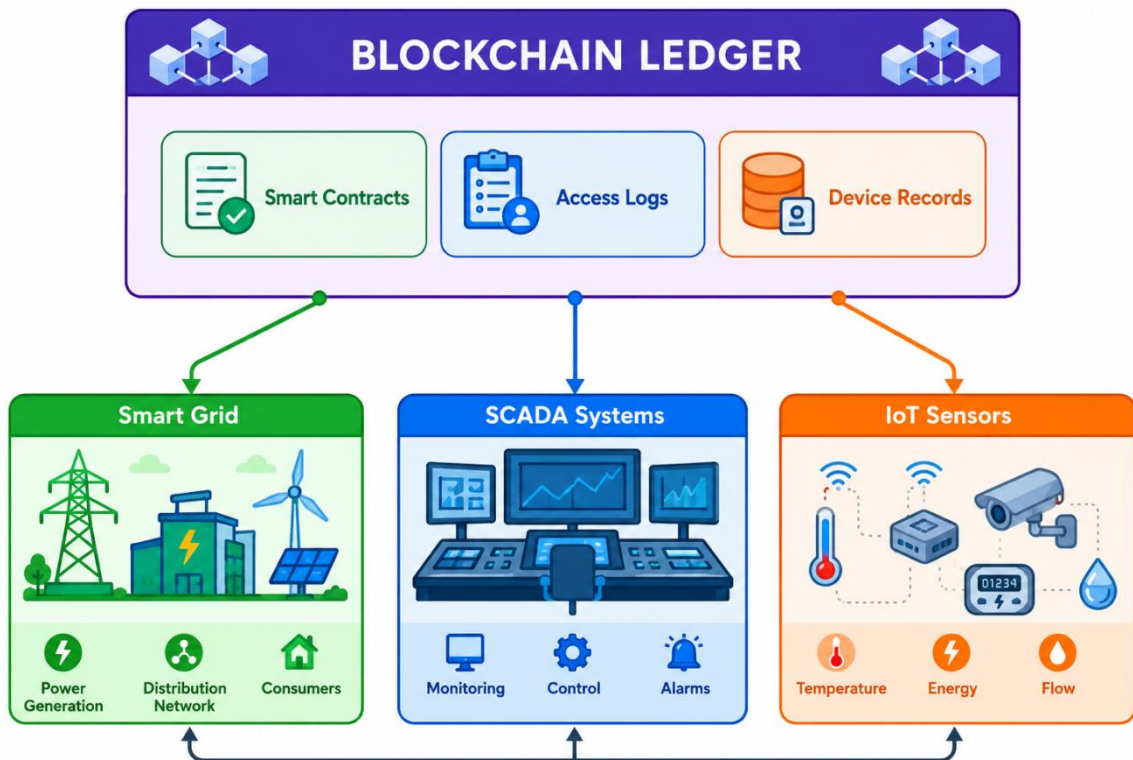 BLOCKCHAIN LEDGER
Smart Contracts
Access Logs
Device Records
Smart Grid
SCADA Systems
IoT Sensors
01234
Power
Generation
Distribution
Network
Consumers
Monitoring
Control
Alarms
Temperature
Energy
Flow